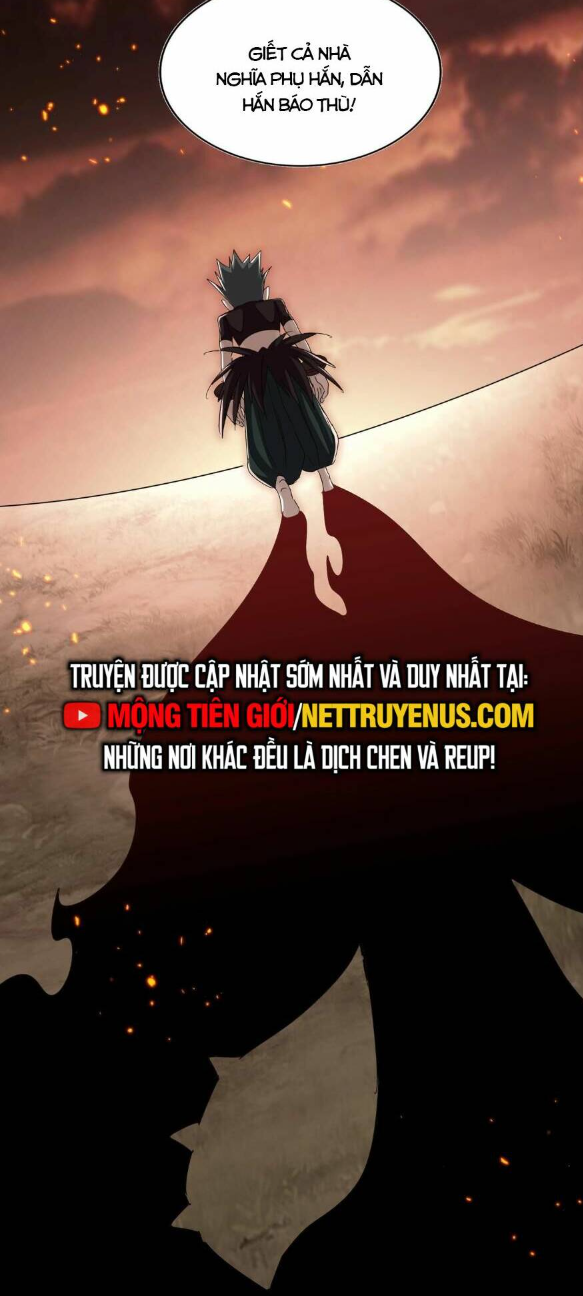 GIẾT CẢ NHÀ
NGHĨA PHỤ HẮN, DẪN
HẮN BÁO THÙ!
TRUYỆN ĐƯỢC CẬP NHẬT SỚM NHẤT VÀ DUY NHẤT TẠI:
MỘNG TIÊN GIỚI/NETTRUYENUS.COM
NHỮNG NƠI KHÁC ĐỀU LÀ DỊCH CHEN VÀ REUP!